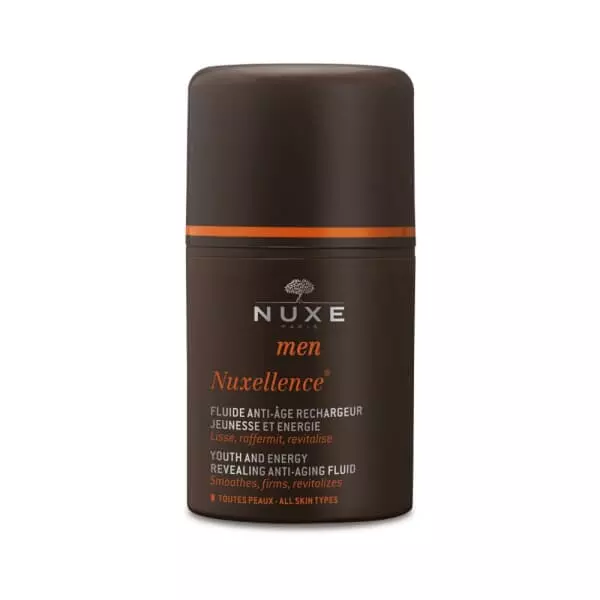 NUXE
PARIS
men
Nuxellence®
FLUIDE ANTI-ÂGE RECHARGEUR
JEUNESSE ET ENERGIE
Lisse, raffermit, revitalise
YOUTH AND ENERGY
REVEALING ANTI-AGING FLUID
Smoothes, firms, revitalizes
TOUTES PEAUX - ALL SKIN TYPES